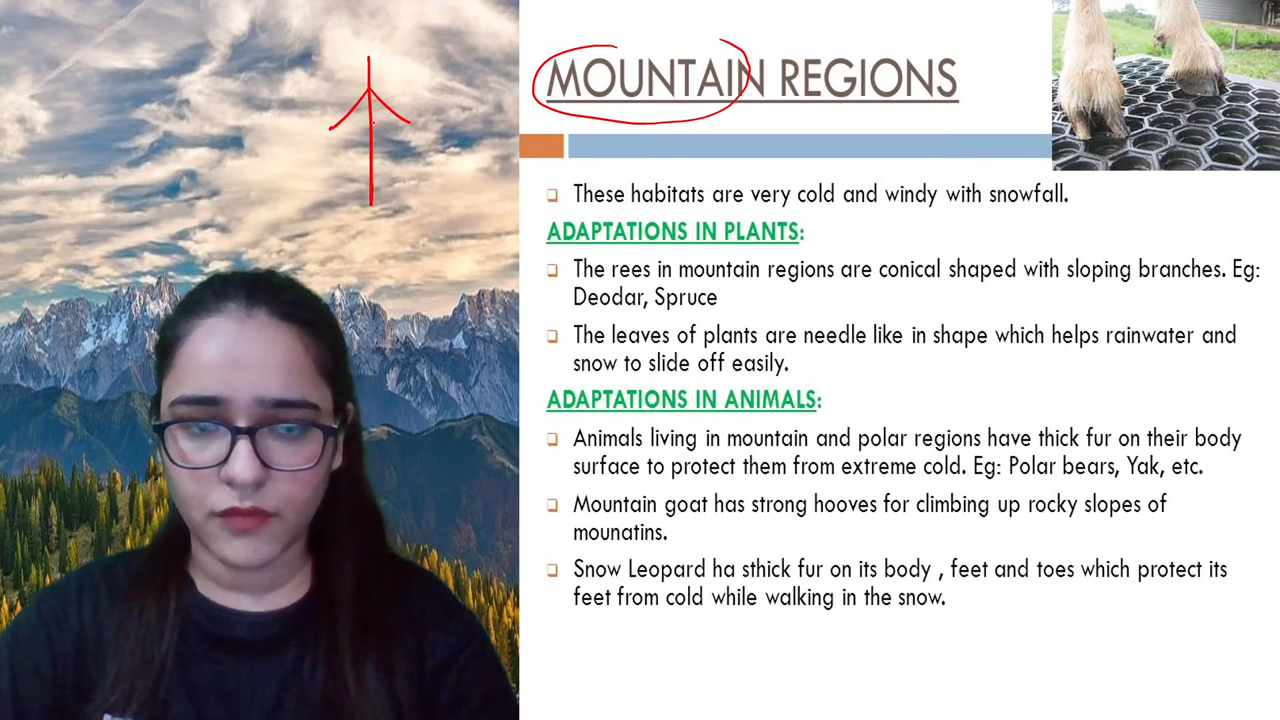 MOUNTAIN REGIONS
These habitats are very cold and windy with snowfall.
ADAPTATIONS IN PLANTS:
The rees in mountain regions are conical shaped with sloping branches. Eg:
Deodar, Spruce
The leaves of plants are needle like in shape which helps rainwater and
snow to slide off easily.
ADAPTATIONS IN ANIMALS:
Animals living in mountain and polar regions have thick fur on their body
surface to protect them from extreme cold. Eg: Polar bears, Yak, etc.
Mountain goat has strong hooves for climbing up rocky slopes of
mounatins.
Snow Leopard ha sthick fur on its body , feet and toes which protect its
feet from cold while walking in the snow.